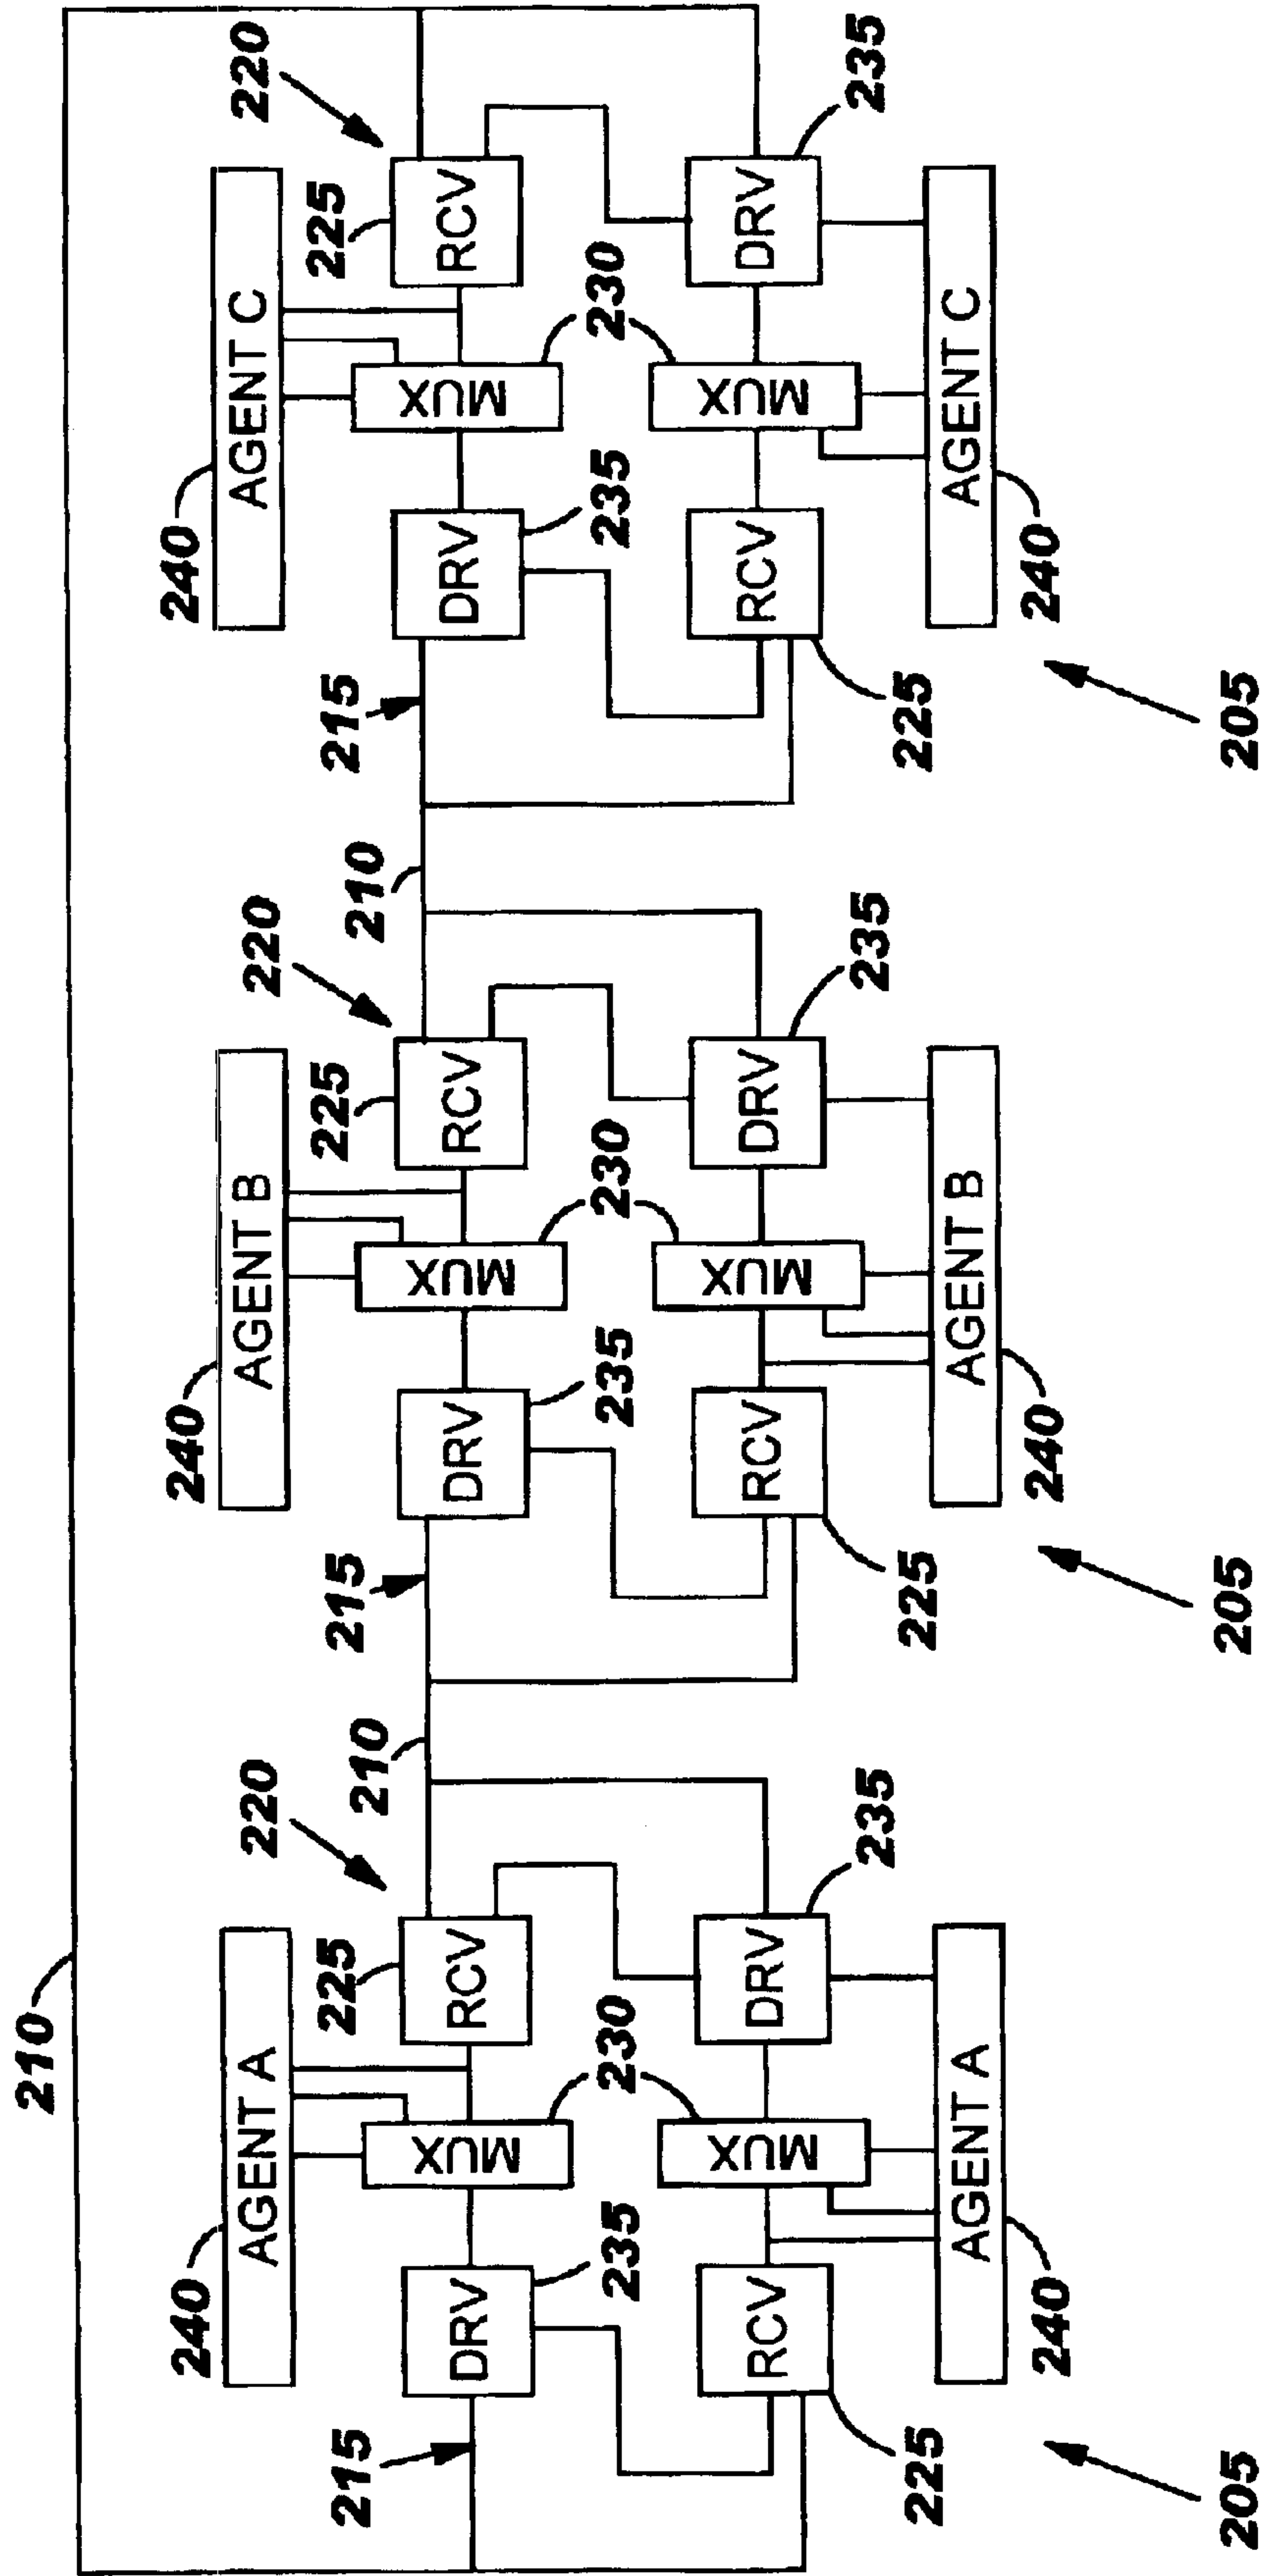 210
240 240 240
AGENT A 220 AGENT B 220 AGENT C 220
215 225 215 225 215 225
210 210
DRV MUX RCV DRV MUX RCV DRV MUX RCV
235 230 235 230 235 230
RCV MUX DRV RCV MUX DRV RCV MUX DRV
235 235 235
225 225 225
AGENT A AGENT B AGENT C
240 240 240
205 205 205